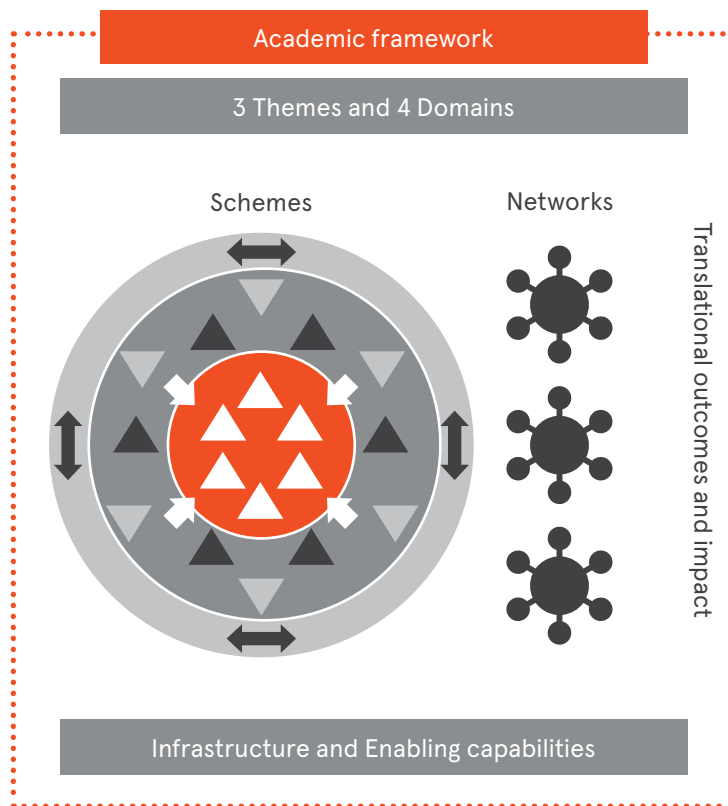 Academic framework
3 Themes and 4 Domains
Schemes
Networks
Translational outcomes and impact
Infrastructure and Enabling capabilities